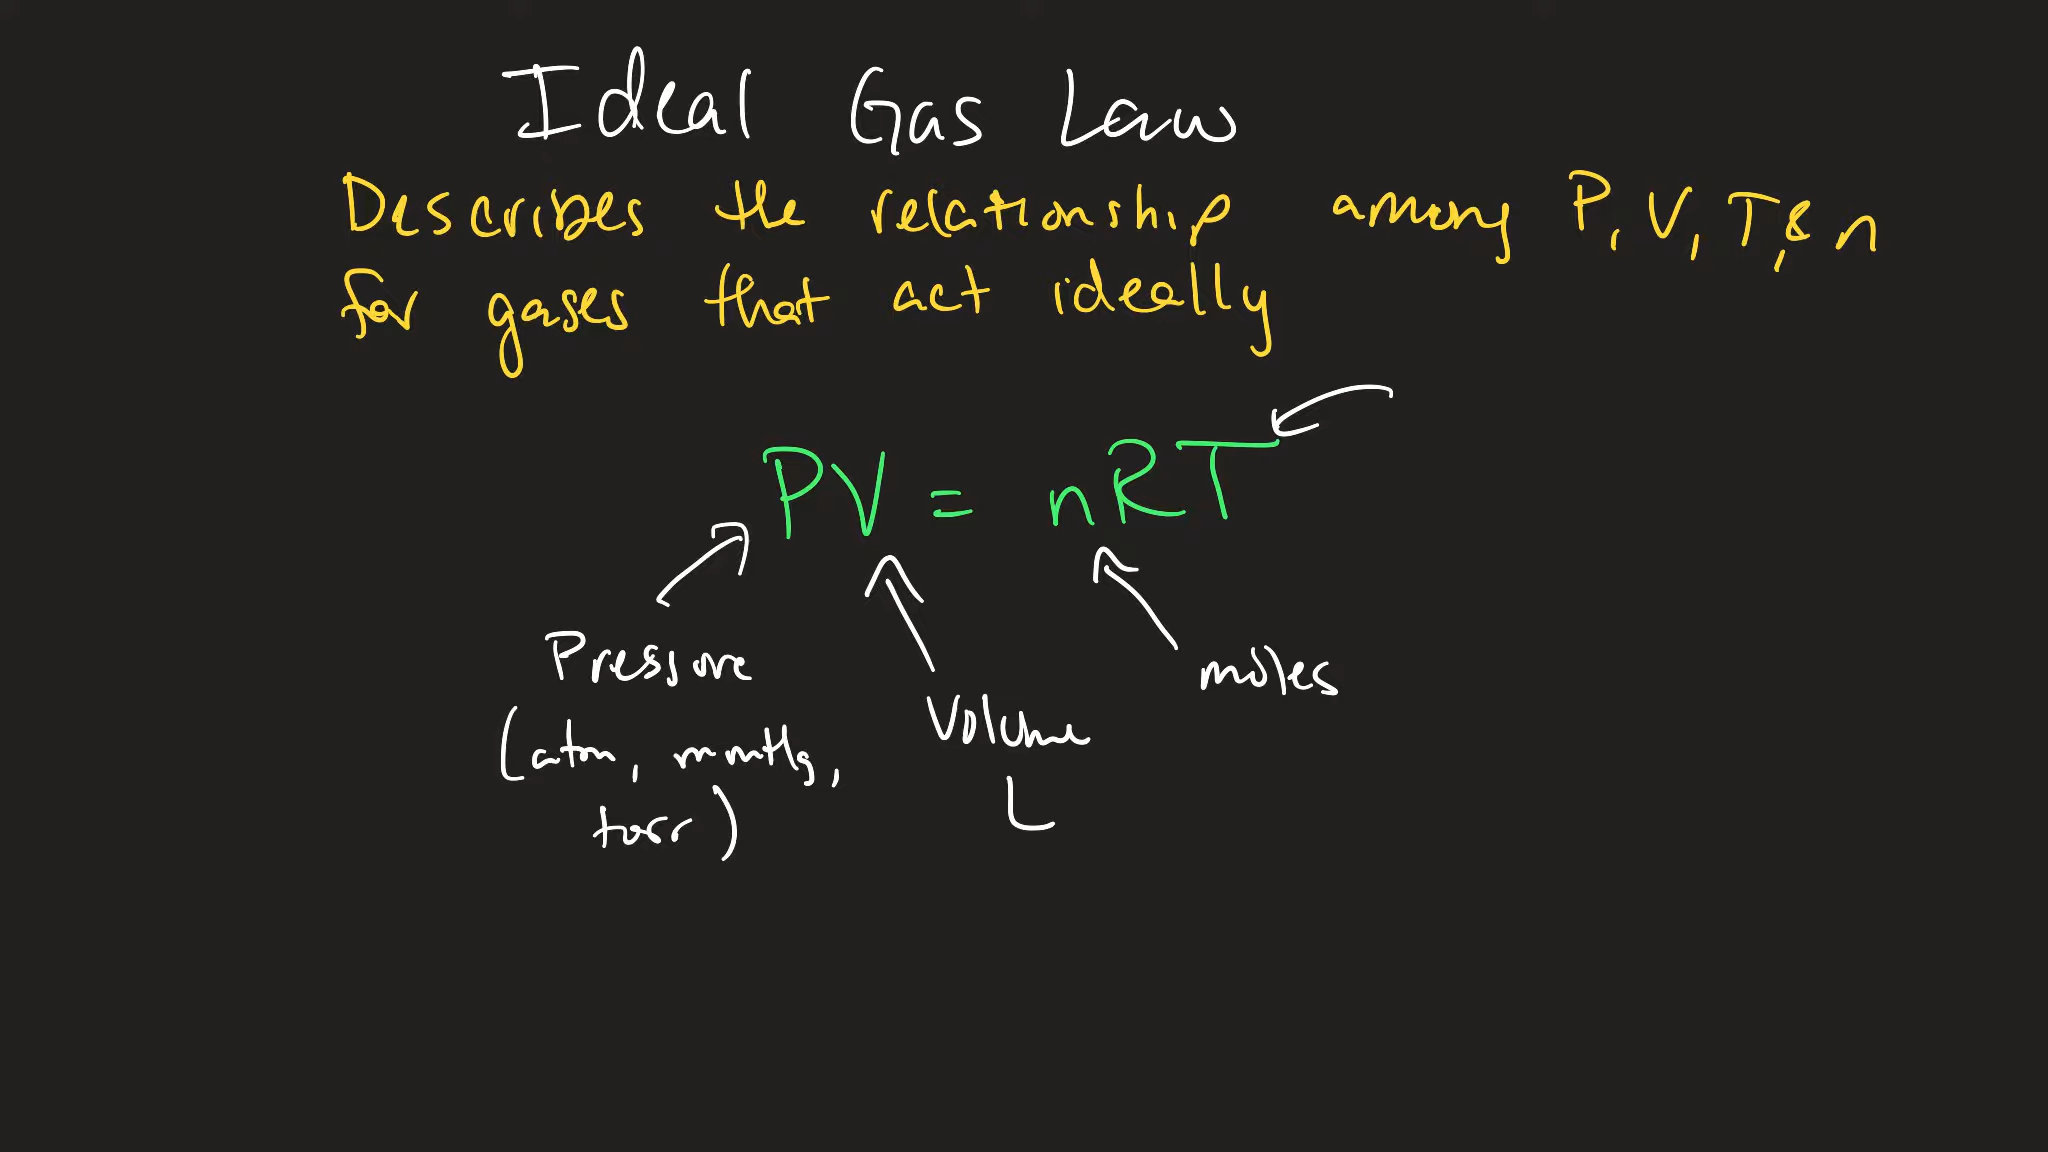 Ideal Gas Law
Describes the relationship among P, V, T, & n
for gases that act ideally
PV = nRT
Pressure
(atm, mmHg,
torr)
Volume
L
moles